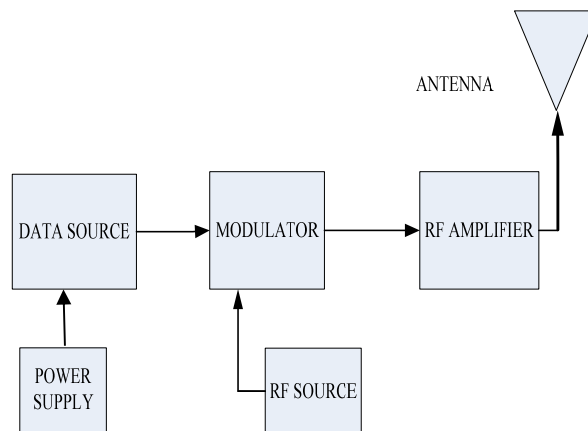 ANTENNA
DATA SOURCE
MODULATOR
RF AMPLIFIER
POWER
SUPPLY
RF SOURCE